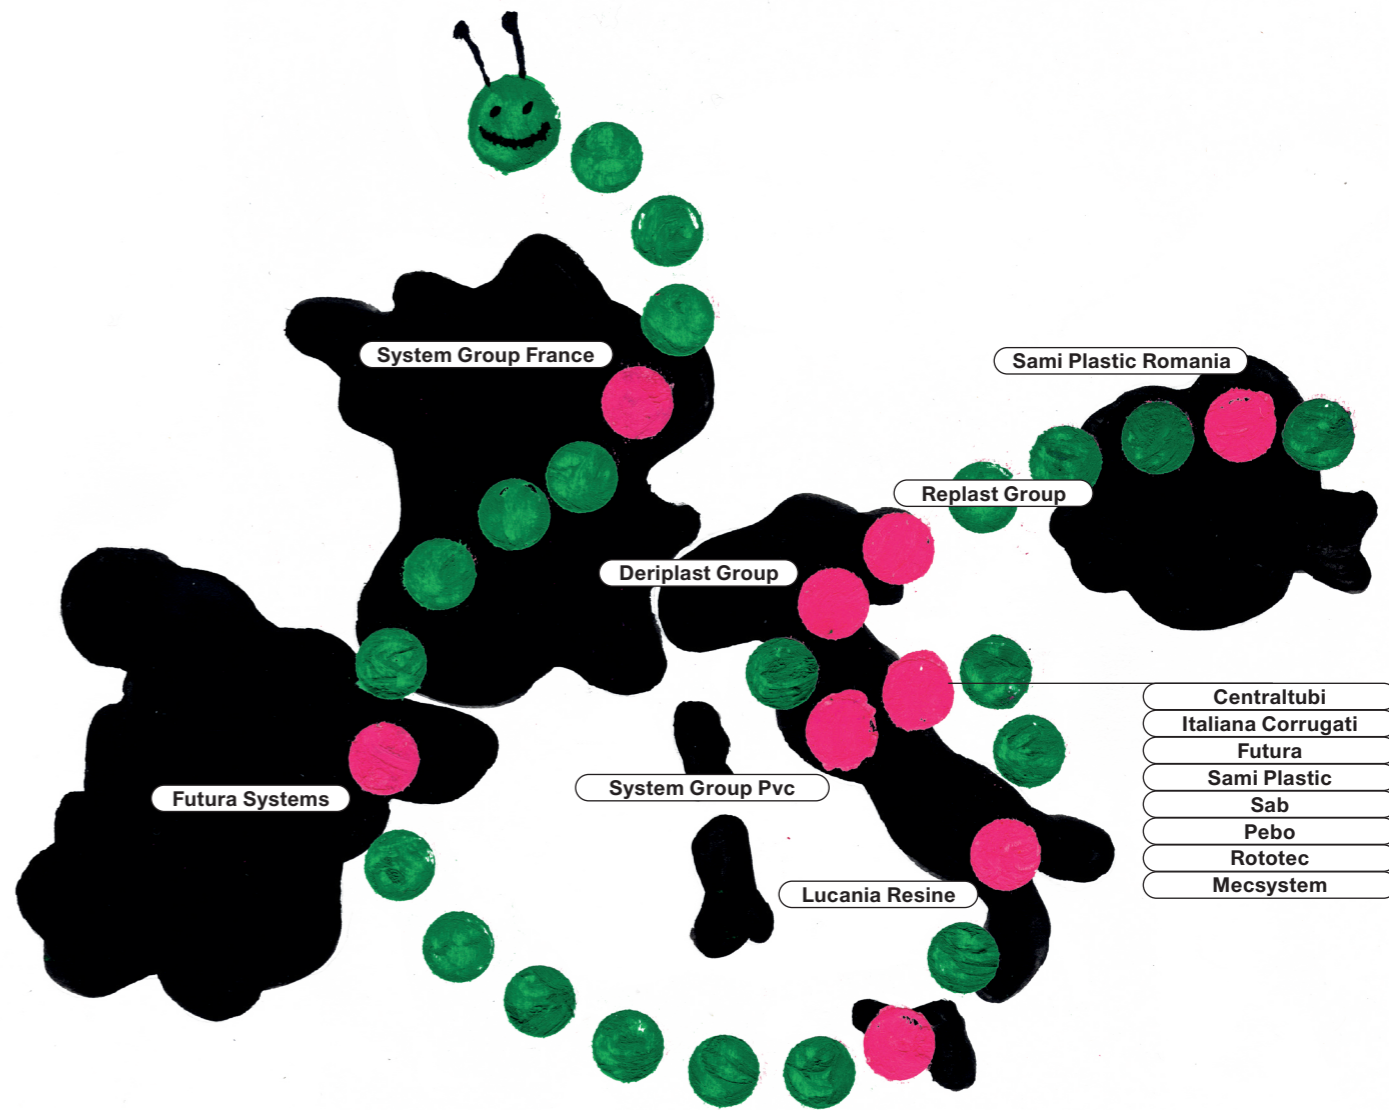 System Group France
Sami Plastic Romania
Replast Group
Deriplast Group
Centraltubi
Italiana Corrugati
Futura
Sami Plastic
Sab
Pebo
Rototec
Mecsystem
System Group Pvc
Futura Systems
Lucania Resine